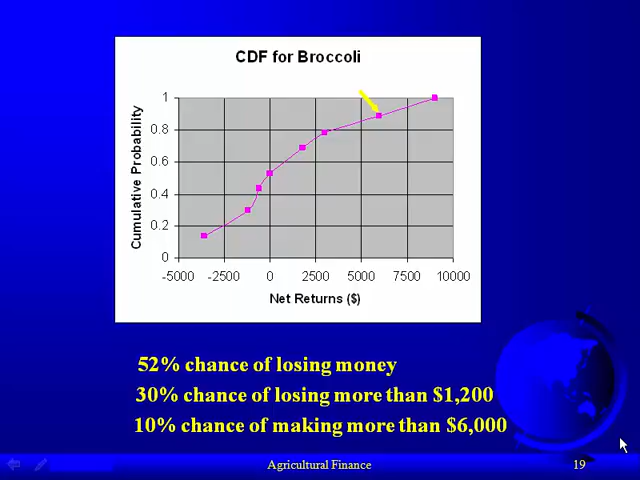 CDF for Broccoli
Cumulative Probability
1
0.8
0.6
0.4
0.2
0
-5000 -2500 0 2500 5000 7500 10000
Net Returns ($)
52% chance of losing money
30% chance of losing more than $1,200
10% chance of making more than $6,000
Agricultural Finance 19